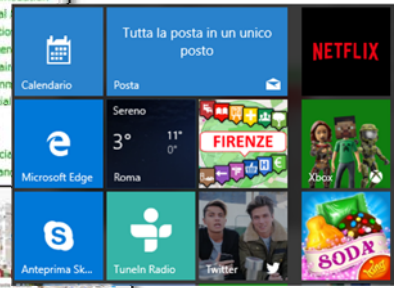 Tutta la posta in un unico
posto
NETFLIX
Calendario
Posta
Sereno
3°
11°
0°
FIRENZE
Microsoft Edge
Roma
Xbox
Anteprima Sk...
TuneIn Radio
Twitter
SODA
King